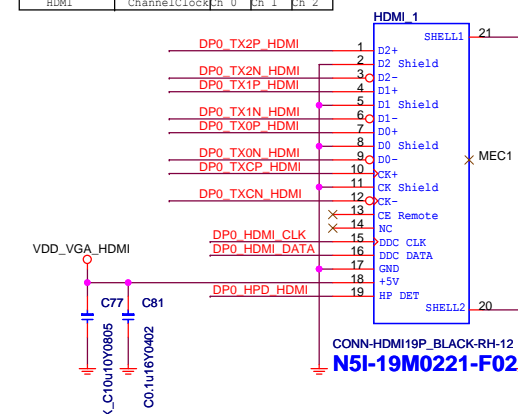 HDMI ChannelClock Ch 0 Ch 1 Ch 2
HDMI_1
SHELL1 21
DP0_TX2P_HDMI 1 D2+
2 D2 Shield
DP0_TX2N_HDMI 3 D2-
DP0_TX1P_HDMI 4 D1+
5 D1 Shield
DP0_TX1N_HDMI 6 D1-
DP0_TX0P_HDMI 7 D0+
8 D0 Shield
DP0_TX0N_HDMI 9 D0-
MEC1
DP0_TXCP_HDMI 10 CK+
11 CK Shield
DP0_TXCN_HDMI 12 CK-
13 CE Remote
14 NC
DP0_HDMI_CLK 15 DDC CLK
DP0_HDMI_DATA 16 DDC DATA
17 GND
VDD_VGA_HDMI
18 +5V
DP0_HPD_HDMI 19 HP DET
SHELL2 20
C77 C81
C10u10Y0805
C0.1u16Y0402
CONN-HDMI19P_BLACK-RH-12
N5I-19M0221-F02